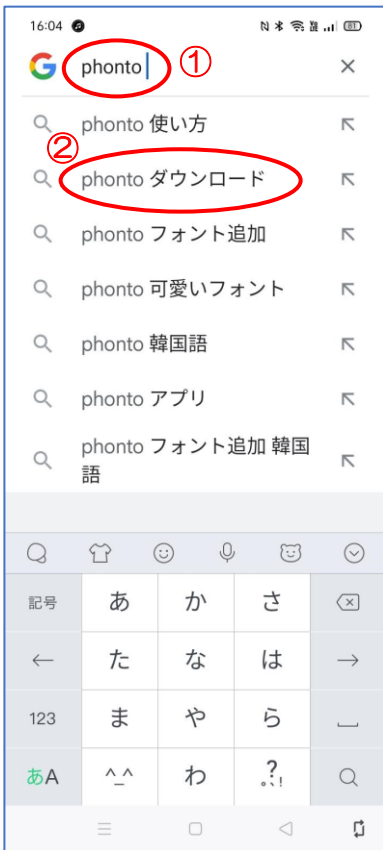 16:04
phonto ①
phonto 使い方
②
phonto ダウンロード
phonto フォント追加
phonto 可愛いフォント
phonto 韓国語
phonto アプリ
phonto フォント追加 韓国
語
記号 あ か さ
← た な は →
123 ま や ら
あA ^_^ わ 。、?!